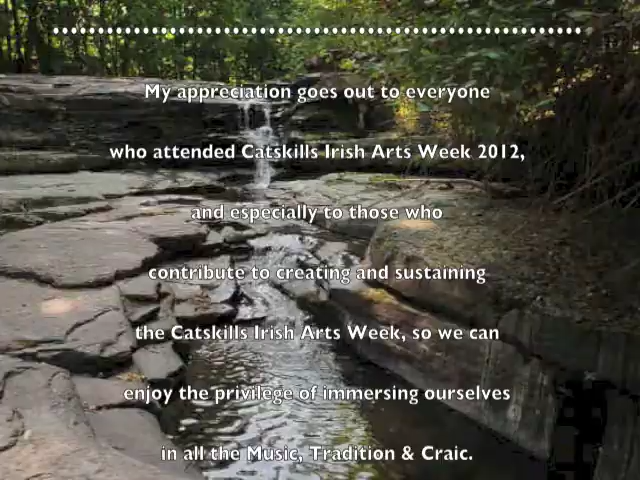 My appreciation goes out to everyone
who attended Catskills Irish Arts Week 2012,
and especially to those who
contribute to creating and sustaining
the Catskills Irish Arts Week, so we can
enjoy the privilege of immersing ourselves
in all the Music, Tradition & Craic.